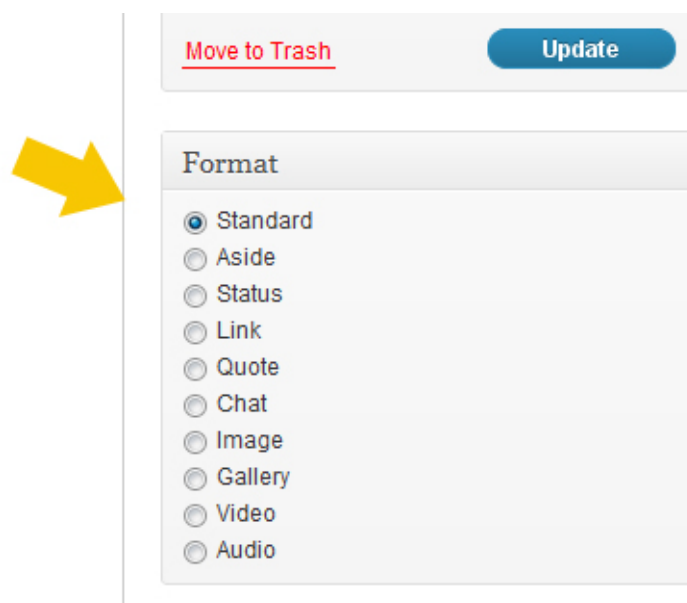 Move to Trash Update
Format
Standard
Aside
Status
Link
Quote
Chat
Image
Gallery
Video
Audio